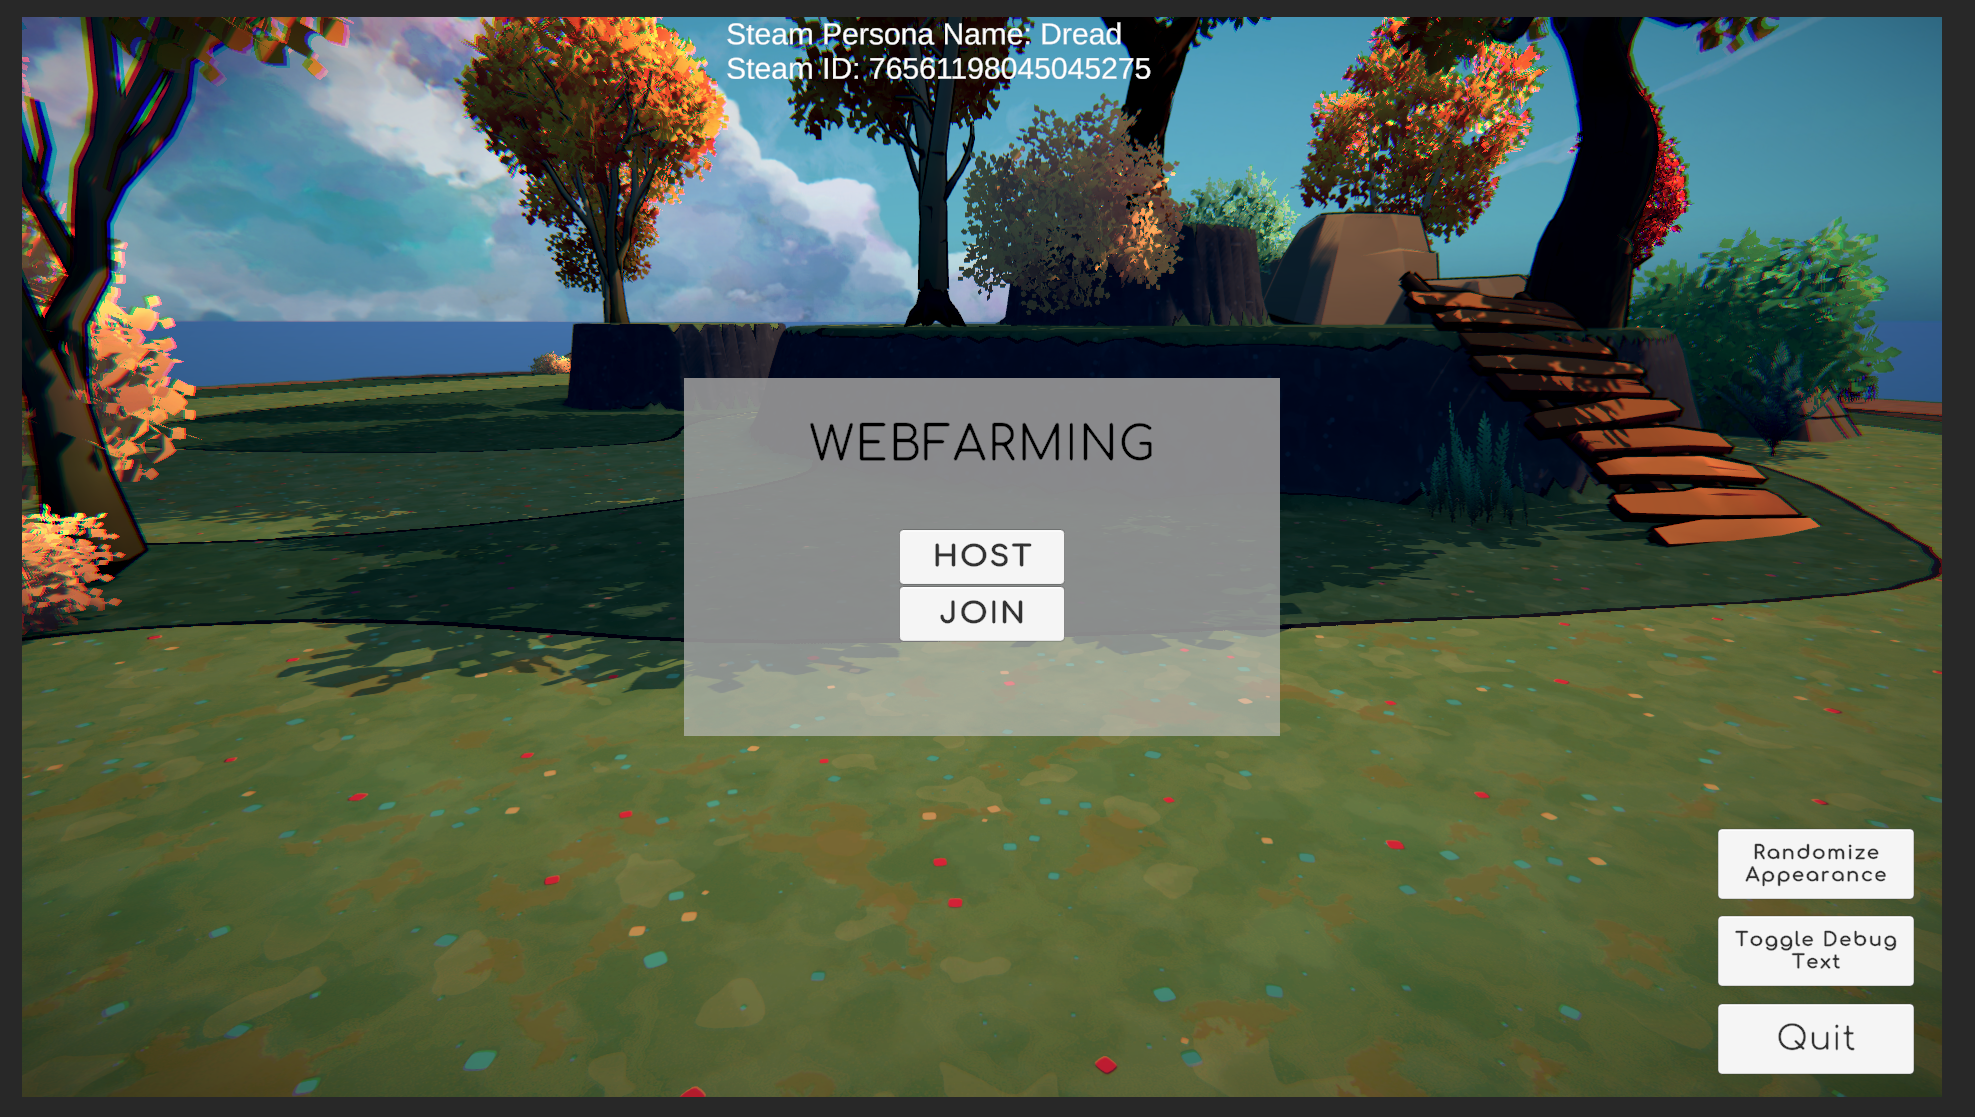 Steam Persona Name: Dread
Steam ID: 76561198045045275
WEBFARMING
HOST
JOIN
Randomize
Appearance
Toggle Debug
Text
Quit